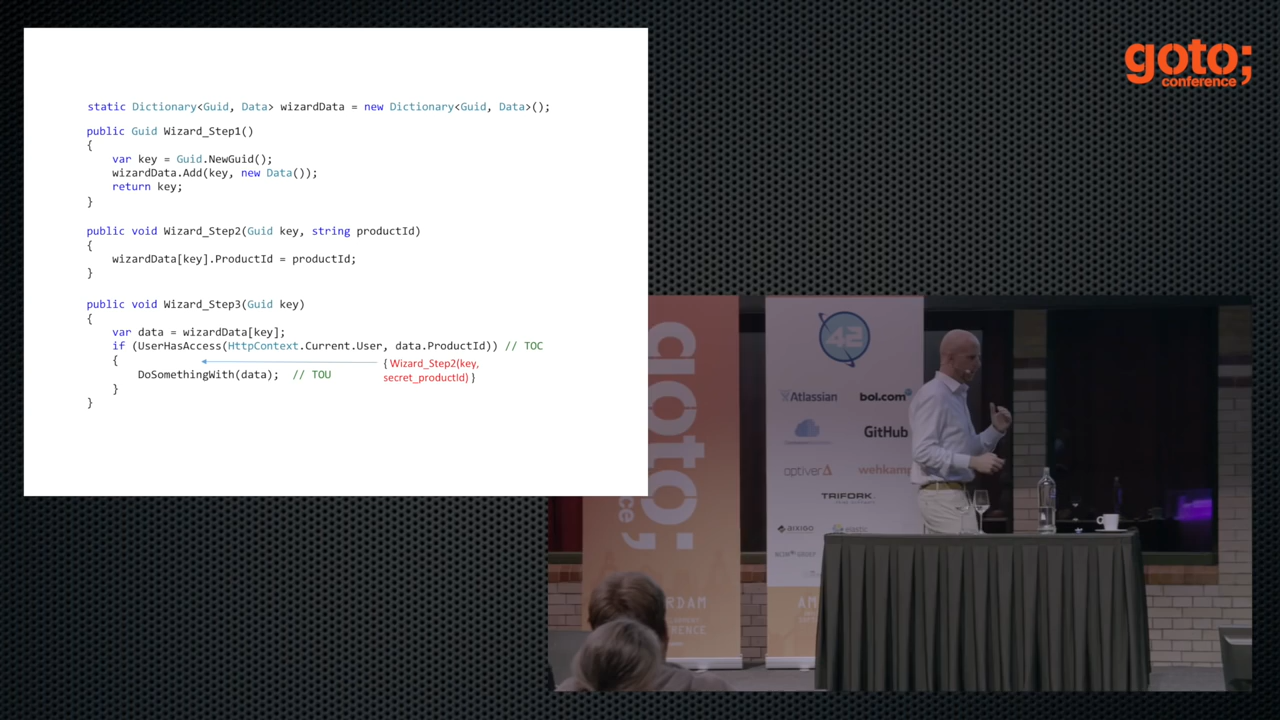 static Dictionary<Guid, Data> wizardData = new Dictionary<Guid, Data>();
public Guid Wizard_Step1()
{
var key = Guid.NewGuid();
wizardData.Add(key, new Data());
return key;
}
public void Wizard_Step2(Guid key, string productId)
{
wizardData[key].ProductId = productId;
}
public void Wizard_Step3(Guid key)
{
var data = wizardData[key];
if (UserHasAccess(HttpContext.Current.User, data.ProductId)) // TOC
{
{ Wizard_Step2(key,
DoSomethingWith(data); // TOU
secret_productId) }
}
}
goto;
conference
goto;
42
Atlassian
bol.com
GitHub
optiver
wehkamp
TRIFORK.
AIXIGO